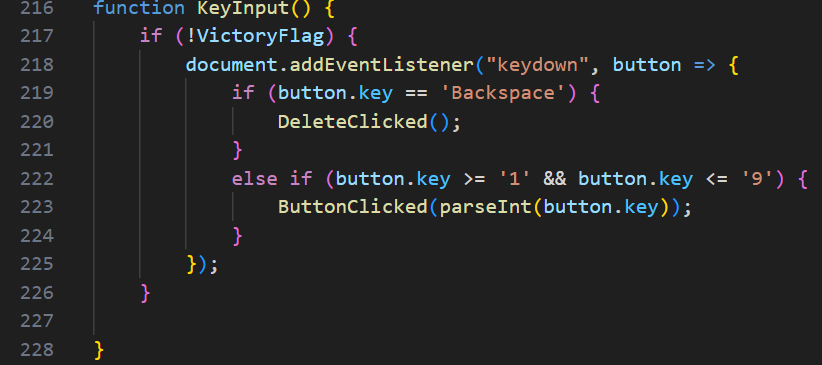 216 function KeyInput() {
217     if (!VictoryFlag) {
218         document.addEventListener("keydown", button => {
219             if (button.key == 'Backspace') {
220                 DeleteClicked();
221             }
222             else if (button.key >= '1' && button.key <= '9') {
223                 ButtonClicked(parseInt(button.key));
224             }
225         });
226     }
227
228 }